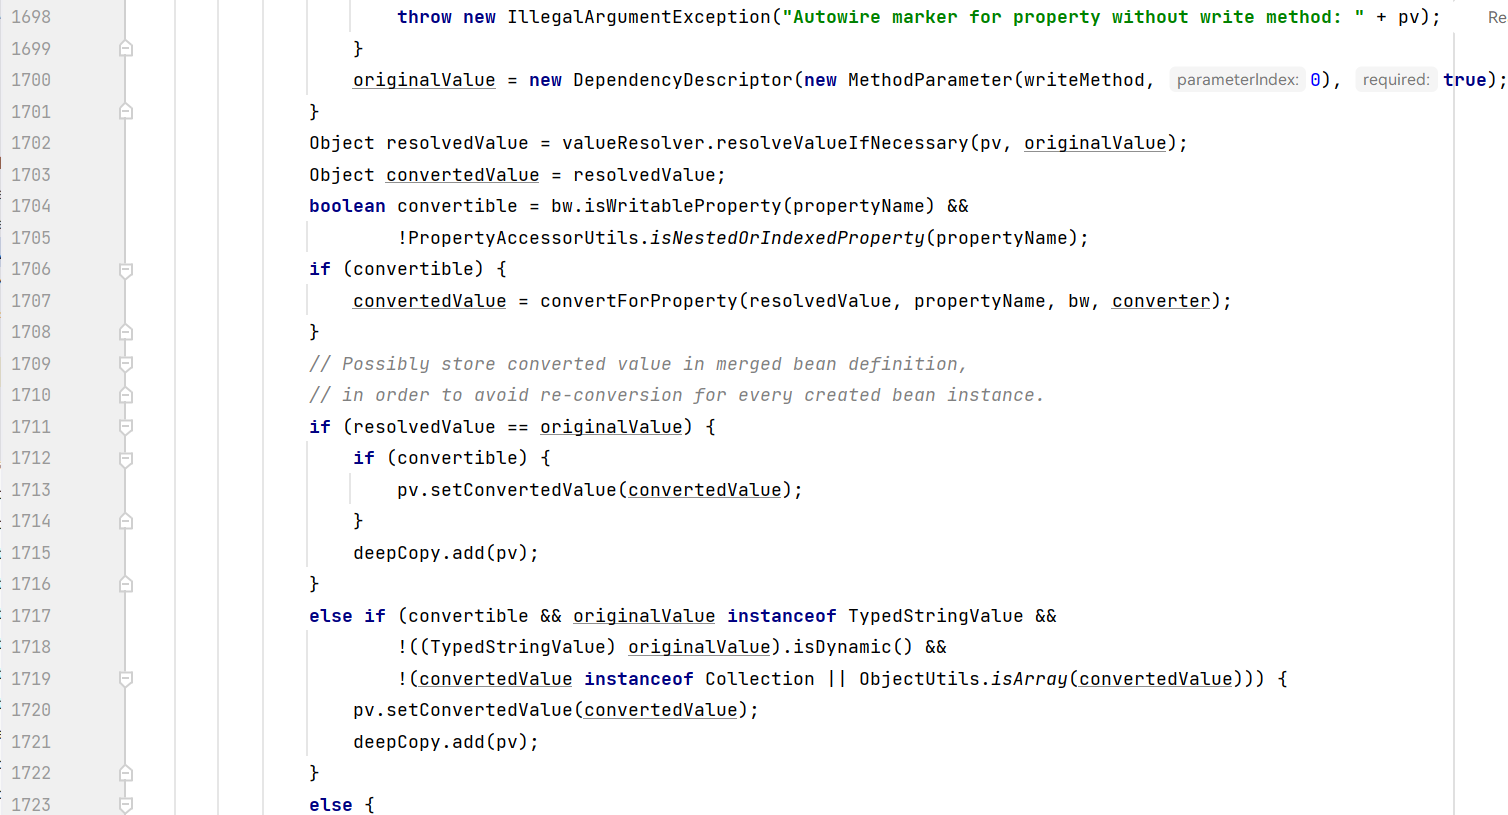 1698 throw new IllegalArgumentException("Autowire marker for property without write method: " + pv); Re
1699 }
1700 originalValue = new DependencyDescriptor(new MethodParameter(writeMethod, parameterIndex: 0), required: true);
1701 }
1702 Object resolvedValue = valueResolver.resolveValueIfNecessary(pv, originalValue);
1703 Object convertedValue = resolvedValue;
1704 boolean convertible = bw.isWritableProperty(propertyName) &&
1705 !PropertyAccessorUtils.isNestedOrIndexedProperty(propertyName);
1706 if (convertible) {
1707 convertedValue = convertForProperty(resolvedValue, propertyName, bw, converter);
1708 }
1709 // Possibly store converted value in merged bean definition,
1710 // in order to avoid re-conversion for every created bean instance.
1711 if (resolvedValue == originalValue) {
1712 if (convertible) {
1713 pv.setConvertedValue(convertedValue);
1714 }
1715 deepCopy.add(pv);
1716 }
1717 else if (convertible && originalValue instanceof TypedStringValue &&
1718 !((TypedStringValue) originalValue).isDynamic() &&
1719 !(convertedValue instanceof Collection || ObjectUtils.isArray(convertedValue))) {
1720 pv.setConvertedValue(convertedValue);
1721 deepCopy.add(pv);
1722 }
1723 else {